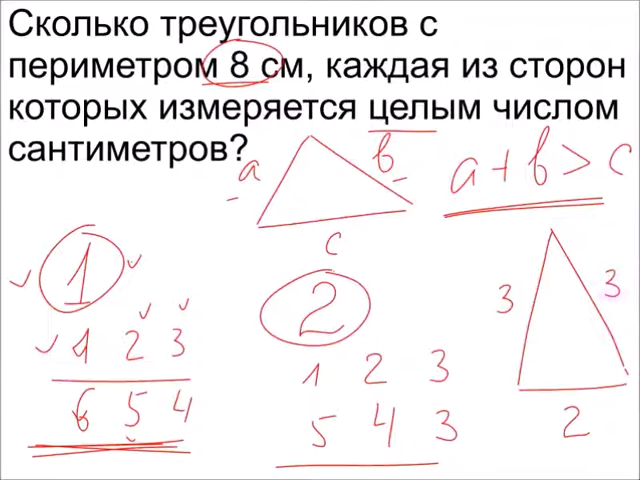 Сколько треугольников с
периметром 8 см, каждая из сторон
которых измеряется целым числом
сантиметров?
a b a + b > c
c
1 2 3 3
1 2 3 1 2 3
6 5 4 5 4 3 2